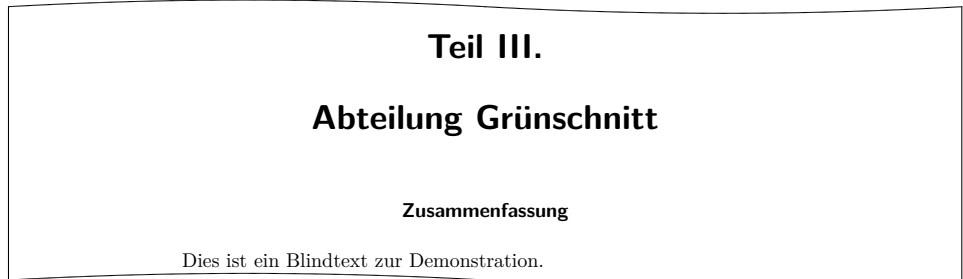 Teil III.
Abteilung Grünschnitt
Zusammenfassung
Dies ist ein Blindtext zur Demonstration.